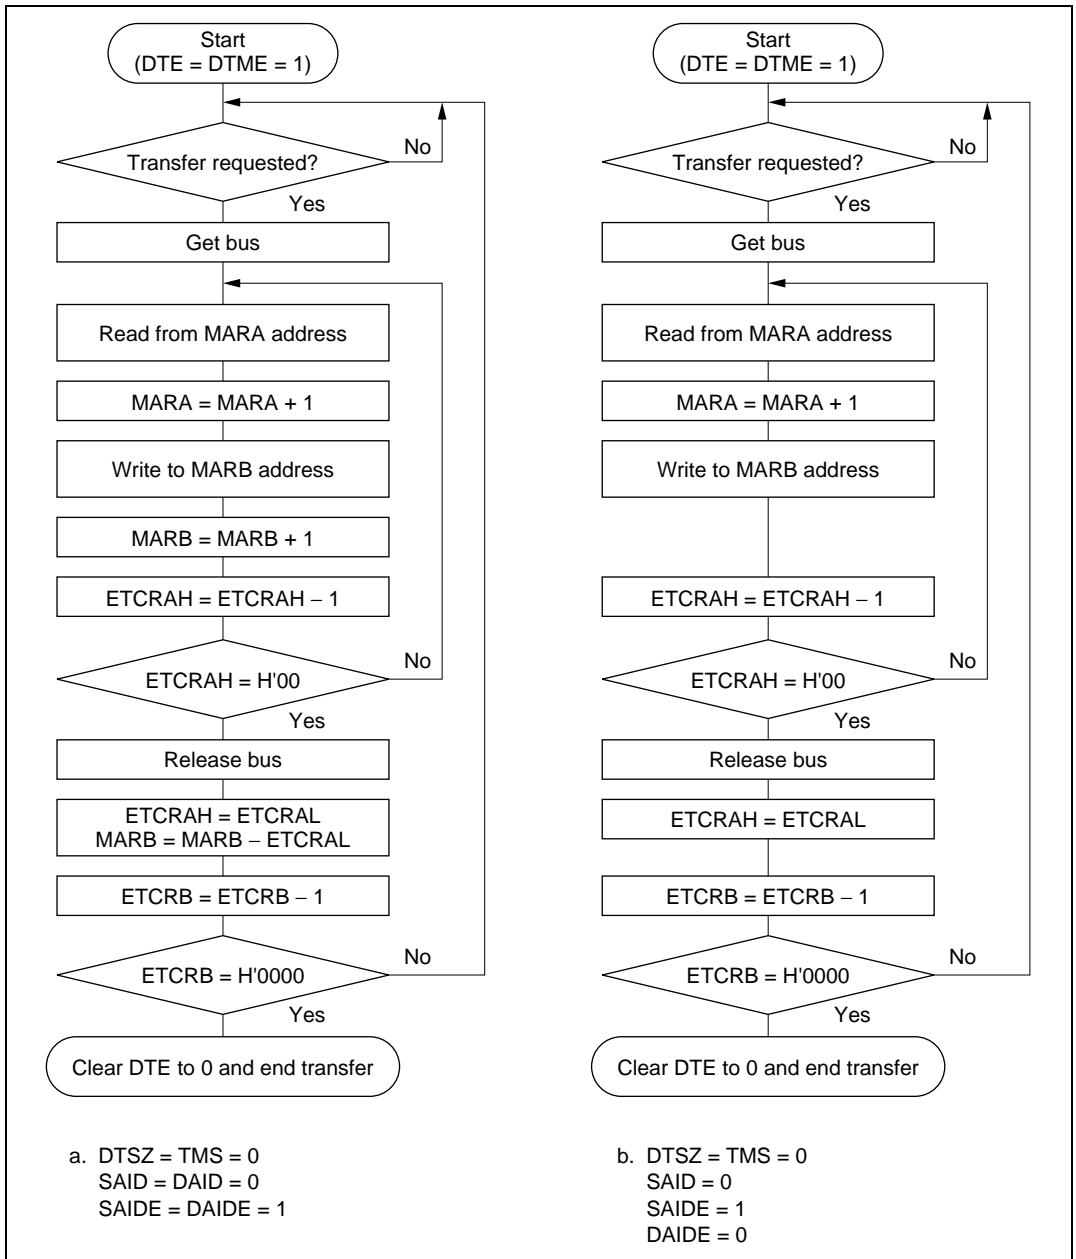 Start
(DTE = DTME = 1)
Transfer requested?
No
Yes
Get bus
Read from MARA address
MARA = MARA + 1
Write to MARB address
MARB = MARB + 1
ETCRAH = ETCRAH − 1
ETCRAH = H'00
No
Yes
Release bus
ETCRAH = ETCRAL
MARB = MARB − ETCRAL
ETCRB = ETCRB − 1
ETCRB = H'0000
No
Yes
Clear DTE to 0 and end transfer
a. DTSZ = TMS = 0
SAID = DAID = 0
SAIDE = DAIDE = 1
Start
(DTE = DTME = 1)
Transfer requested?
No
Yes
Get bus
Read from MARA address
MARA = MARA + 1
Write to MARB address
ETCRAH = ETCRAH − 1
ETCRAH = H'00
No
Yes
Release bus
ETCRAH = ETCRAL
ETCRB = ETCRB − 1
ETCRB = H'0000
No
Yes
Clear DTE to 0 and end transfer
b. DTSZ = TMS = 0
SAID = 0
SAIDE = 1
DAIDE = 0